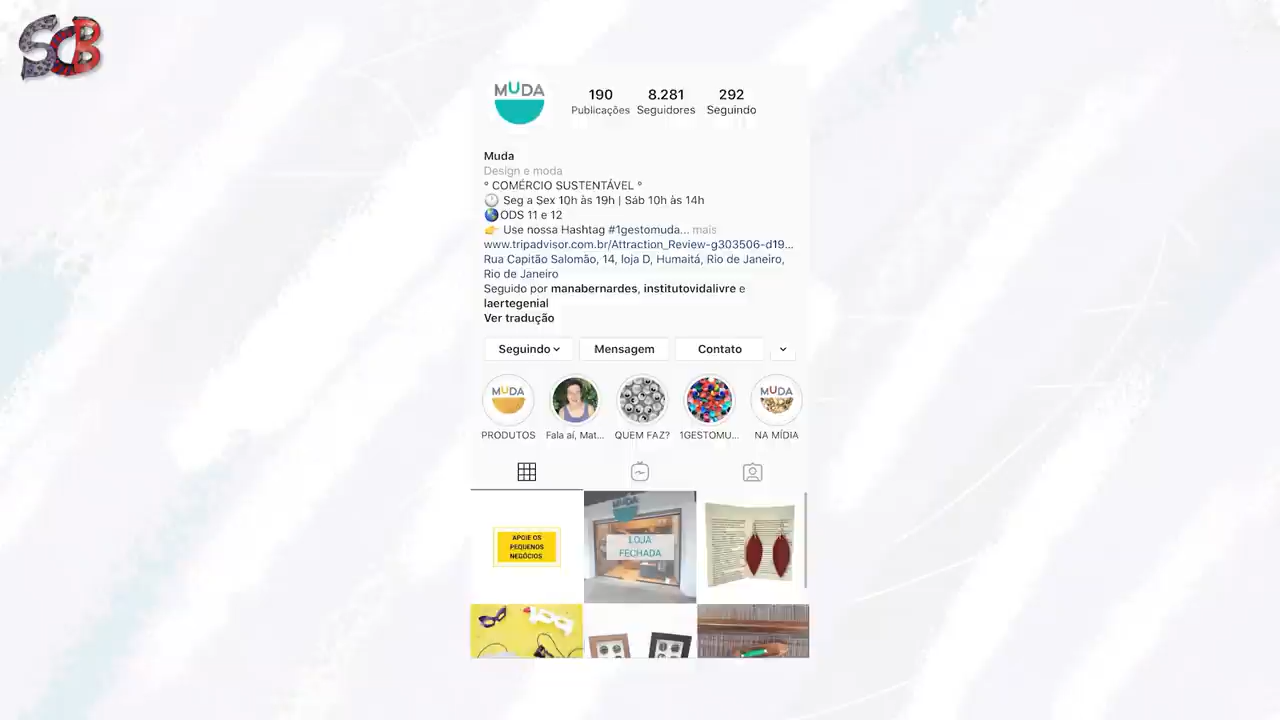 SCB
MUDA
190 8.281 292
Publicações Seguidores Seguindo
Muda
Design e moda
° COMÉRCIO SUSTENTÁVEL °
Seg a Sex 10h às 19h | Sáb 10h às 14h
ODS 11 e 12
👉 Use nossa Hashtag #1gestomuda... mais
www.tripadvisor.com.br/Attraction_Review-g303506-d19...
Rua Capitão Salomão, 14, loja D, Humaitá, Rio de Janeiro,
Rio de Janeiro
Seguido por manabernardes, institutovidalivre e
laertegenial
Ver tradução
Seguindo Mensagem Contato
MUDA MUDA
PRODUTOS Fala aí, Mat... QUEM FAZ? 1GESTOMU... NA MÍDIA
MUDA
APOIE OS
PEQUENOS
NEGÓCIOS
LOJA
FECHADA